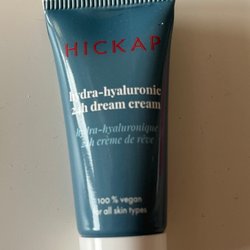 HICKAP
hydra-hyaluronic
24h dream cream
hydra-hyaluronique
24h crème de rêve
100 % vegan
for all skin types